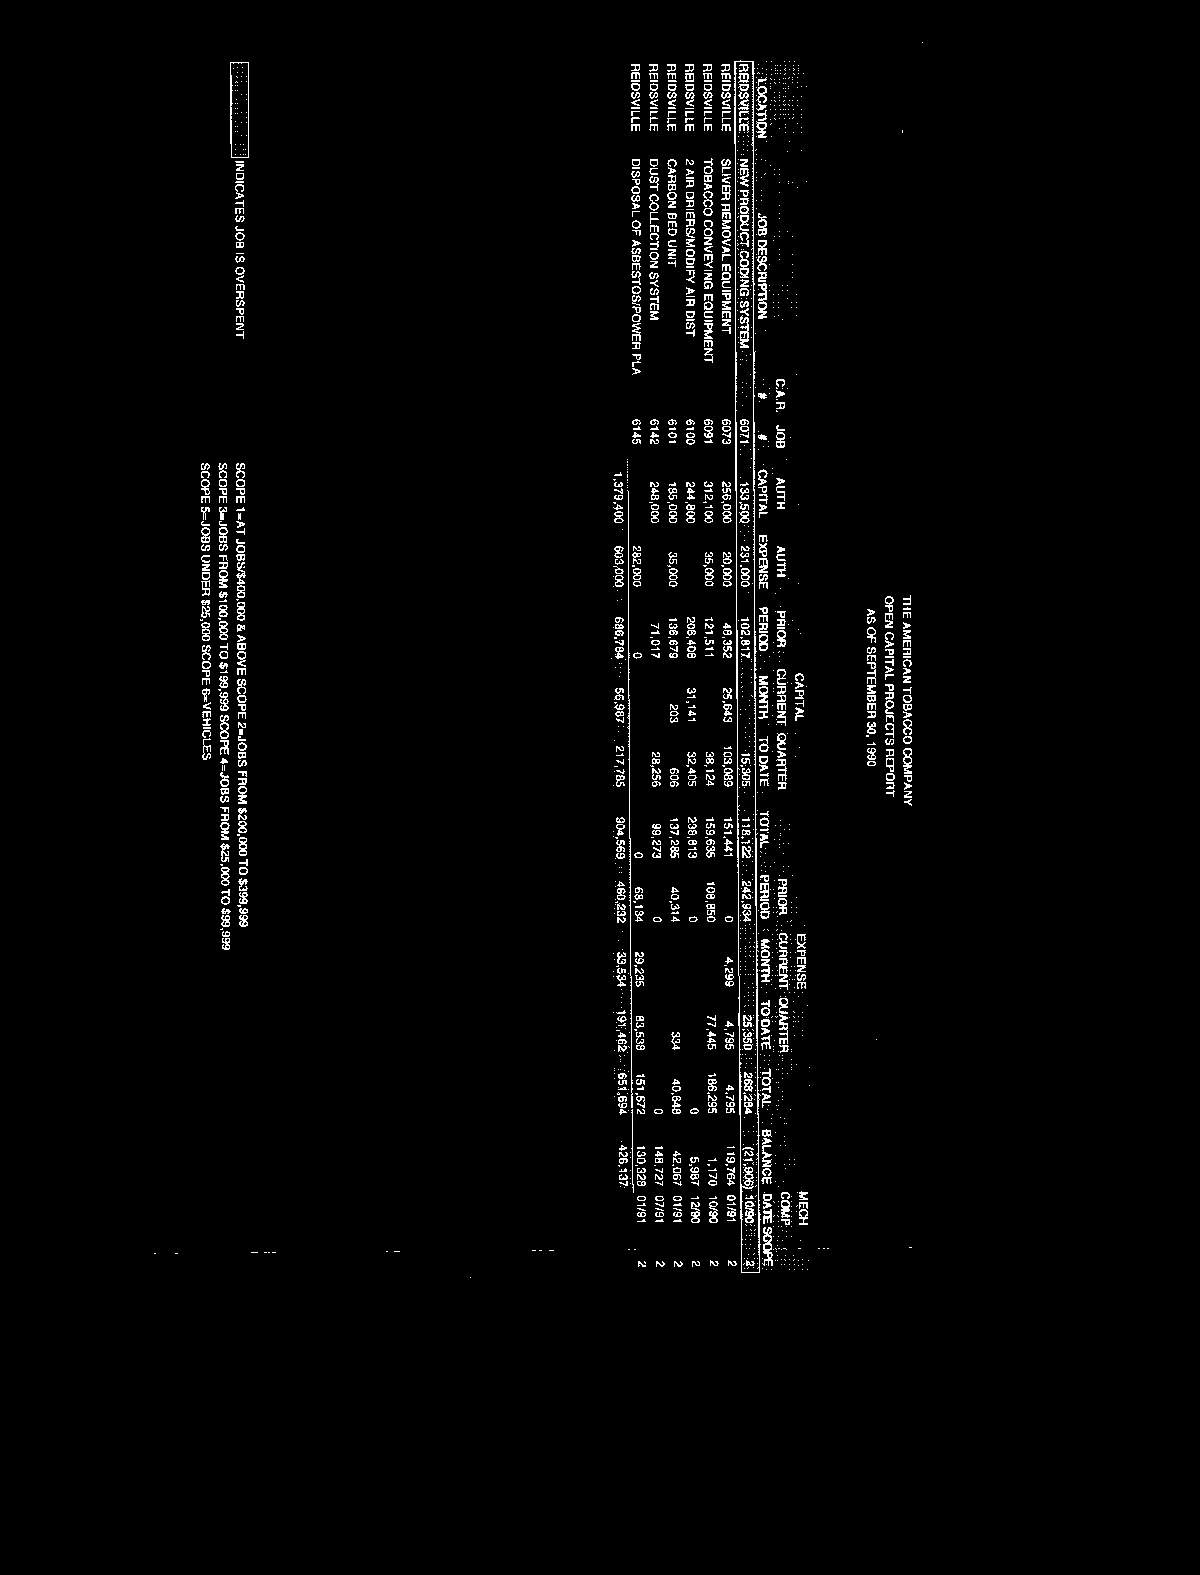 THE AMERICAN TOBACCO COMPANY
OPEN CAPITAL PROJECTS REPORT
AS OF SEPTEMBER 30, 1990
CAPITAL EXPENSE MECH
C.A.R. JOB AUTH AUTH PRIOR CURRENT QUARTER PRIOR CURRENT QUARTER COMP
LOCATION JOB DESCRIPTION # # CAPITAL EXPENSE PERIOD MONTH TO DATE TOTAL PERIOD MONTH TO DATE TOTAL BALANCE DATE SCOPE
REIDSVILLE NEW PRODUCT CODING SYSTEM 6071 133,500 231,000 102,817 15,305 118,122 242,934 25,350 268,284 (21,906) 10/90 2
REIDSVILLE SLIVER REMOVAL EQUIPMENT 6073 256,000 20,000 48,352 25,643 103,089 151,441 0 4,299 4,795 4,795 119,764 01/91 2
REIDSVILLE TOBACCO CONVEYING EQUIPMENT 6091 312,100 35,000 121,511 38,124 159,635 108,850 77,445 186,295 1,170 10/90 2
REIDSVILLE 2 AIR DRIERS/MODIFY AIR DIST 6100 244,800 206,408 31,141 32,405 238,813 0 0 5,987 12/90 2
REIDSVILLE CARBON BED UNIT 6101 185,000 35,000 136,679 203 606 137,285 40,314 334 40,648 42,067 01/91 2
REIDSVILLE DUST COLLECTION SYSTEM 6142 248,000 71,017 28,256 99,273 0 0 148,727 07/91 2
REIDSVILLE DISPOSAL OF ASBESTOS/POWER PLA 6145 282,000 0 0 68,134 29,235 83,538 151,672 130,328 01/91 2
1,379,400 603,000 686,784 56,987 217,785 904,569 460,232 33,534 191,462 651,694 426,137
INDICATES JOB IS OVERSPENT SCOPE 1=AT JOBS/$400,000 & ABOVE SCOPE 2=JOBS FROM $200,000 TO $399,999
SCOPE 3=JOBS FROM $100,000 TO $199,999 SCOPE 4=JOBS FROM $25,000 TO $99,999
SCOPE 5=JOBS UNDER $25,000 SCOPE 6=VEHICLES